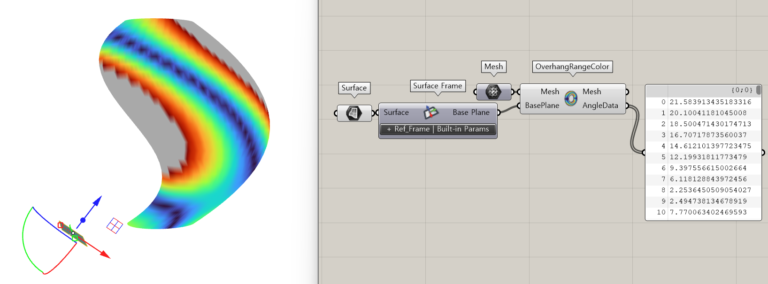 Mesh
OverhangRangeColor
Surface
Surface Frame
Mesh
Mesh
BasePlane
AngleData
Surface
Base Plane
+ Ref_Frame | Built-in Params
{0;0}
0 21.583913435183316
1 20.10041181045008
2 18.500471430174713
3 16.70717873560037
4 14.612101397723475
5 12.19931811773479
6 9.397556615002664
7 6.118128843972456
8 2.2536450509054027
9 2.494738134678919
10 7.770063402469593